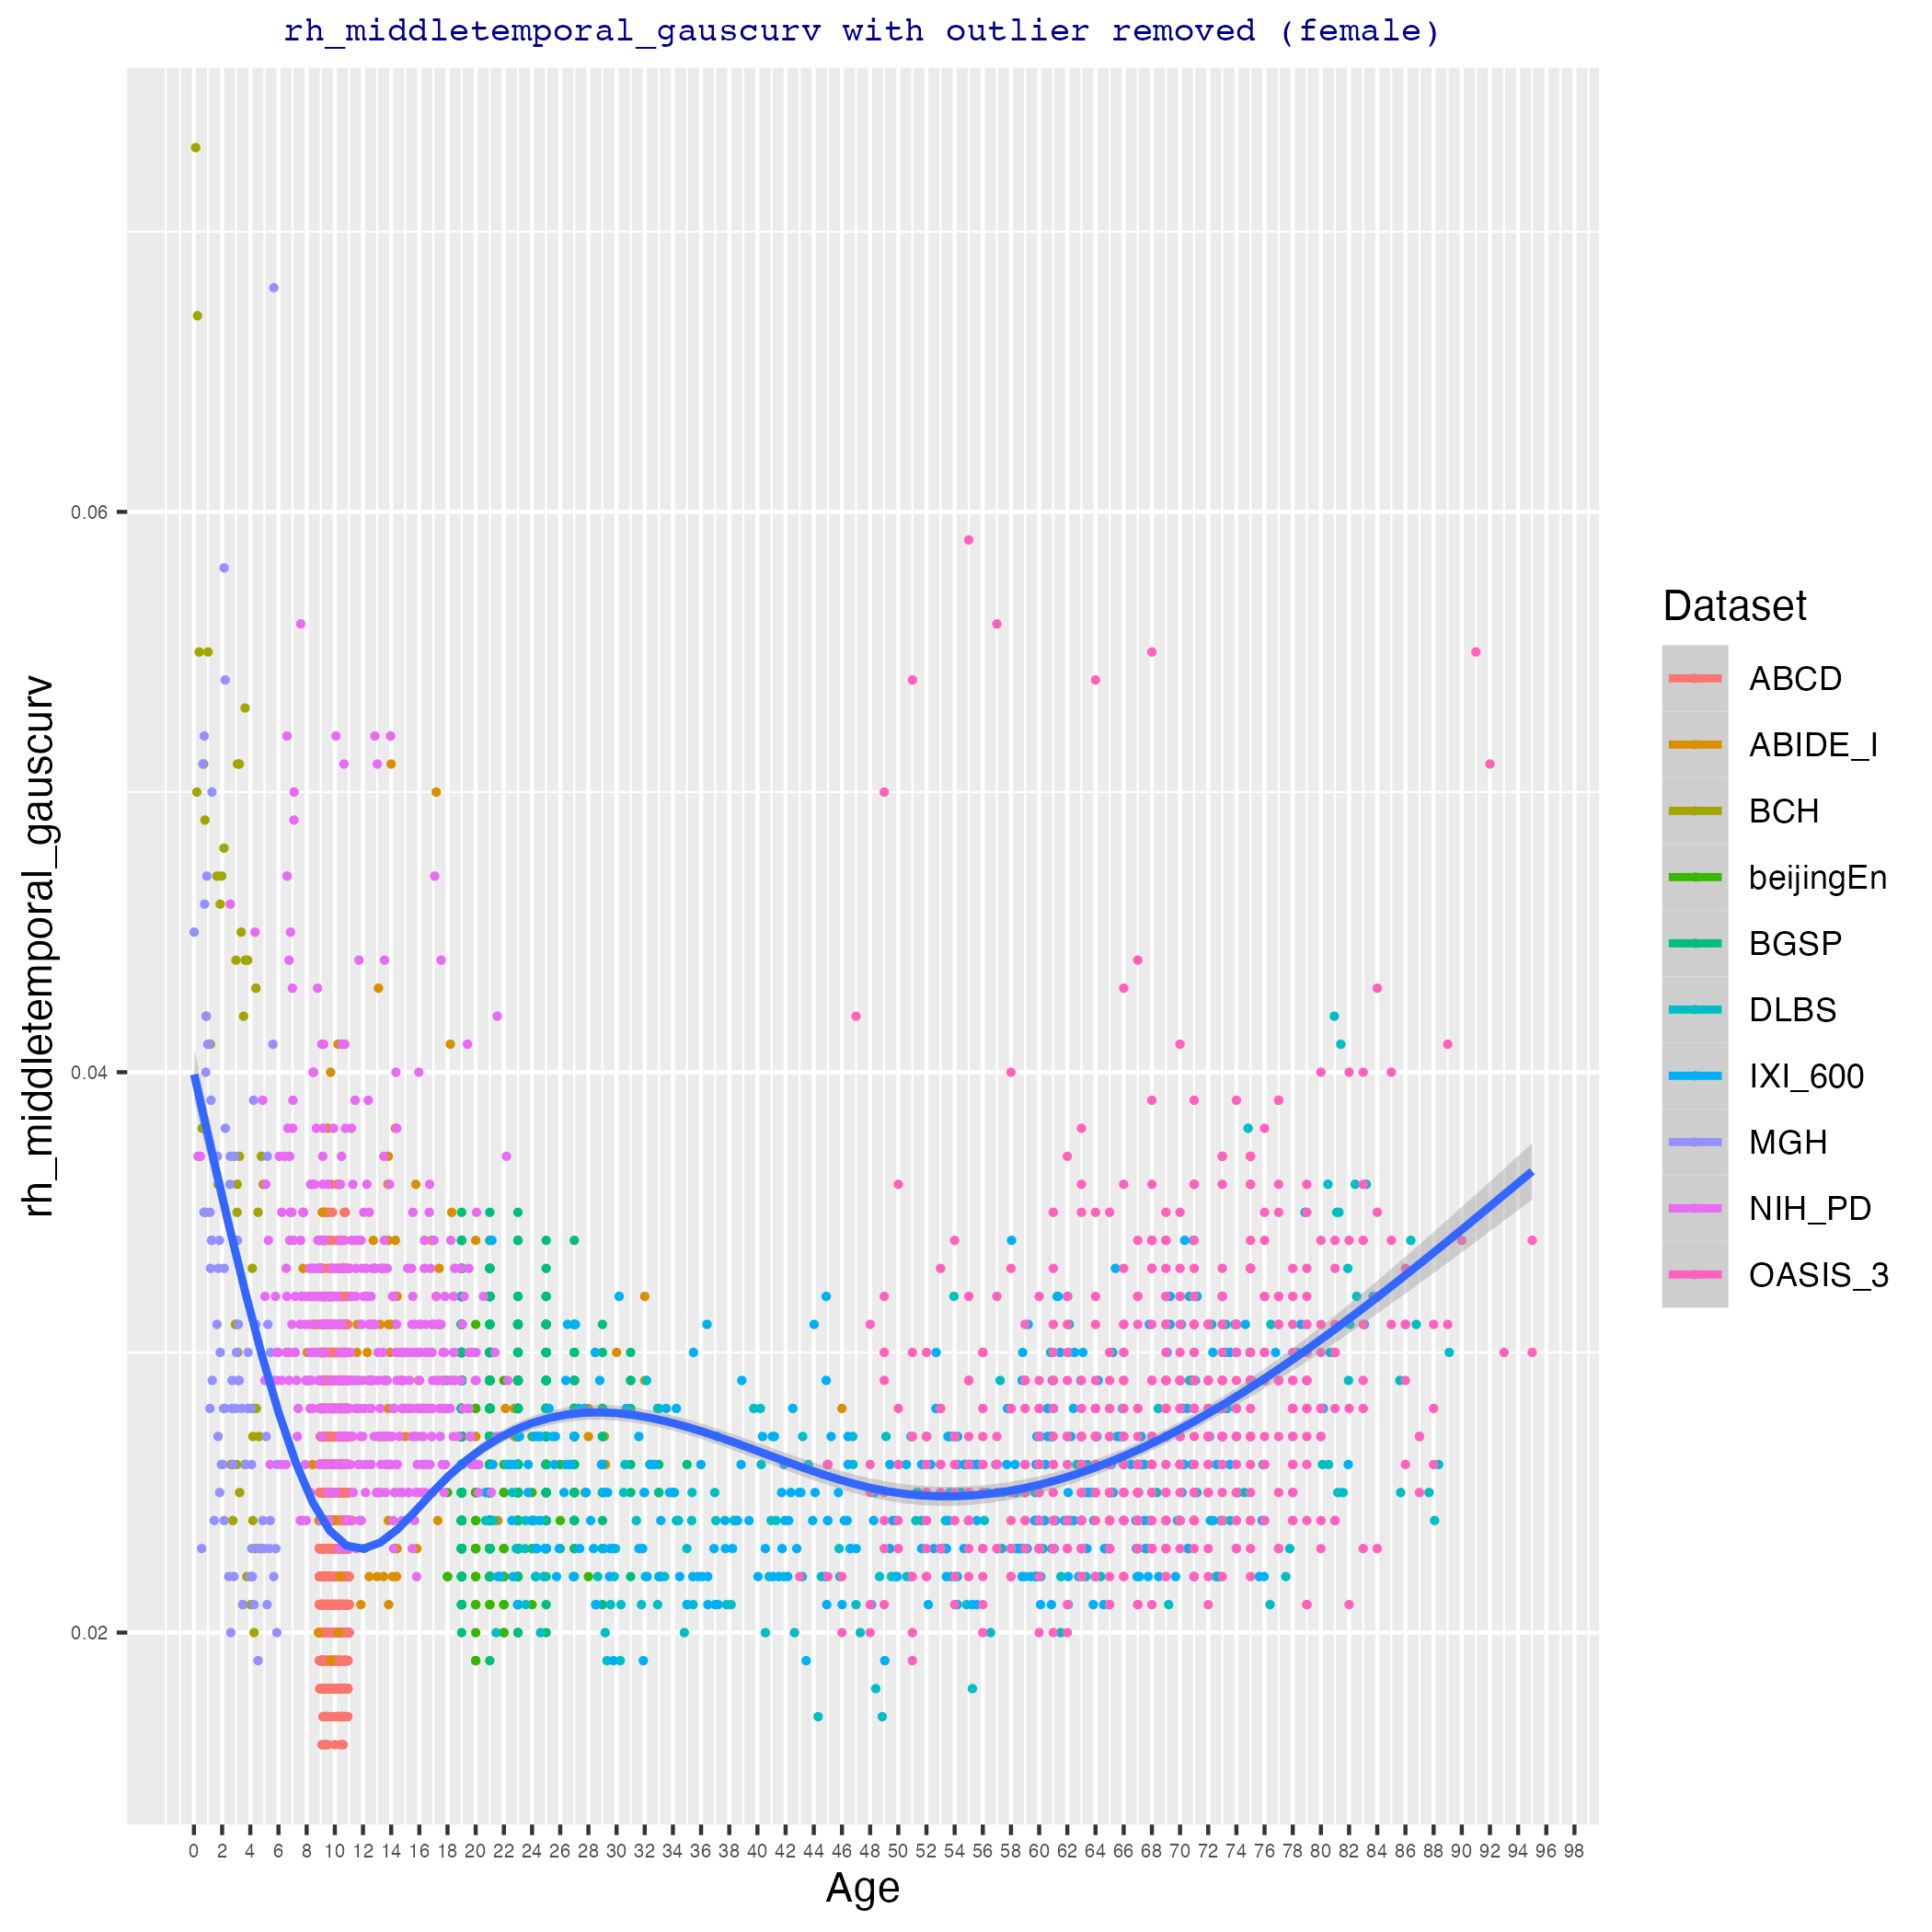 rh_middletemporal_gauscurv with outlier removed (female)
rh_middletemporal_gauscurv
0.06
0.04
0.02
0 2 4 6 8 10 12 14 16 18 20 22 24 26 28 30 32 34 36 38 40 42 44 46 48 50 52 54 56 58 60 62 64 66 68 70 72 74 76 78 80 82 84 86 88 90 92 94 96 98
Age
Dataset
ABCD
ABIDE_I
BCH
beijingEn
BGSP
DLBS
IXI_600
MGH
NIH_PD
OASIS_3